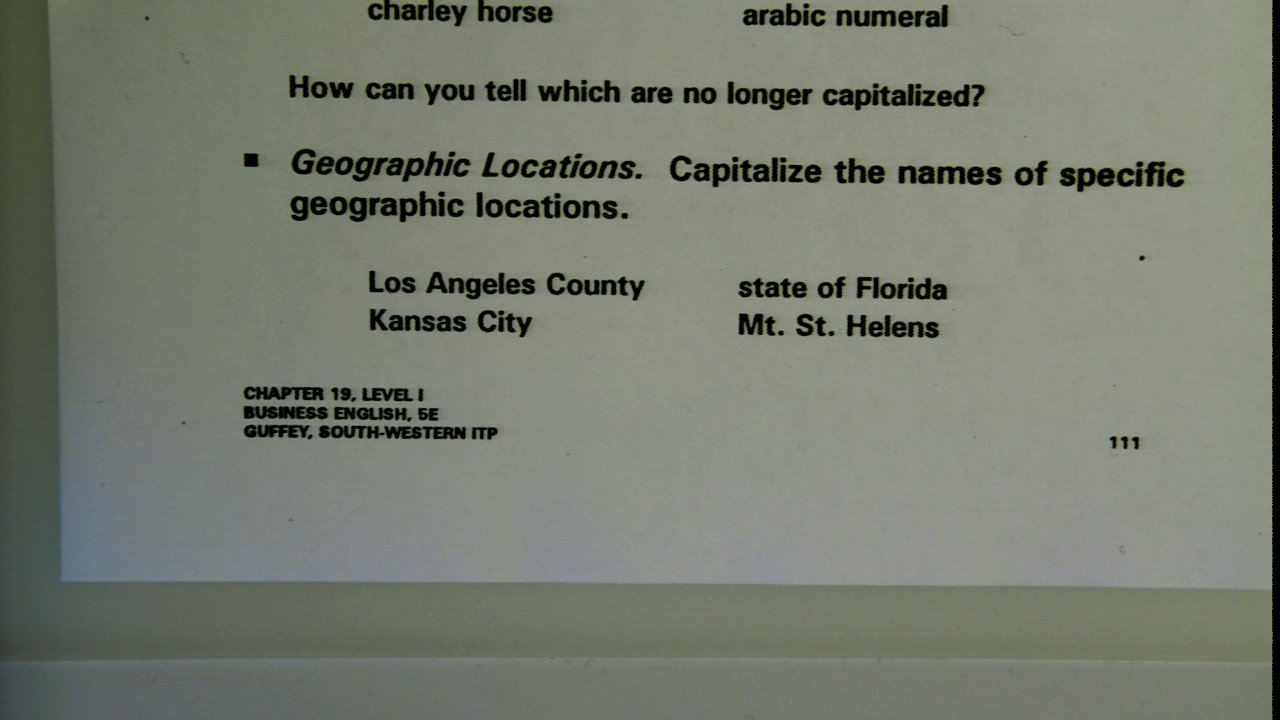 charley horse arabic numeral
How can you tell which are no longer capitalized?
■ Geographic Locations. Capitalize the names of specific
geographic locations.
Los Angeles County state of Florida
Kansas City Mt. St. Helens
CHAPTER 19, LEVEL I
BUSINESS ENGLISH, 5E
GUFFEY, SOUTH-WESTERN ITP
111